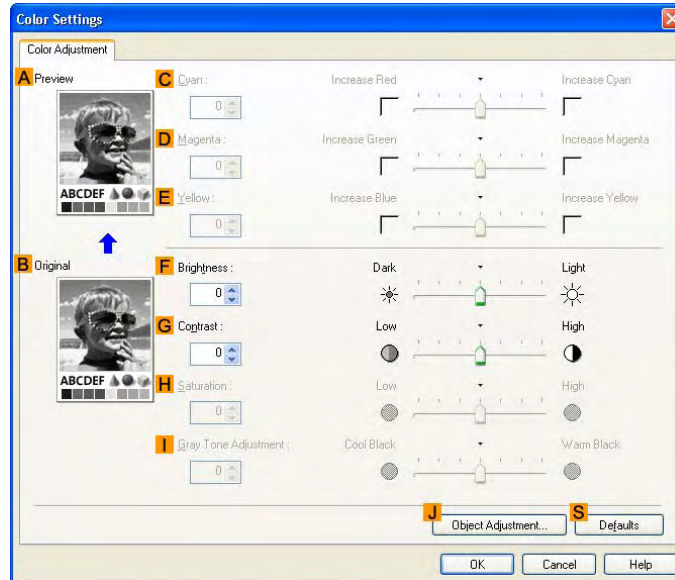 Color Settings
Color Adjustment
A Preview
ABCDEF
B Original
ABCDEF
C Cyan : Increase Red Increase Cyan
0
D Magenta : Increase Green Increase Magenta
0
E Yellow : Increase Blue Increase Yellow
0
F Brightness : Dark Light
0
G Contrast : Low High
0
H Saturation : Low High
0
I Gray Tone Adjustment : Cool Black Warm Black
0
J Object Adjustment... S Defaults
OK Cancel Help